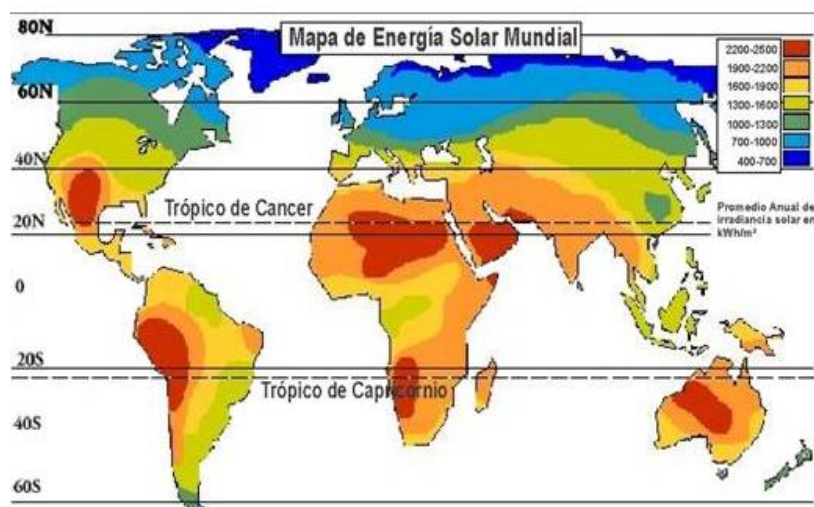 80N
Mapa de Energía Solar Mundial
2200-2500
1900-2200
1600-1900
1300-1600
1000-1300
700-1000
400-700
60N
40N
Trópico de Cancer
Promedio Anual de
irradiancia solar en
kWh/m²
20N
0
20S
Trópico de Capricornio
40S
60S